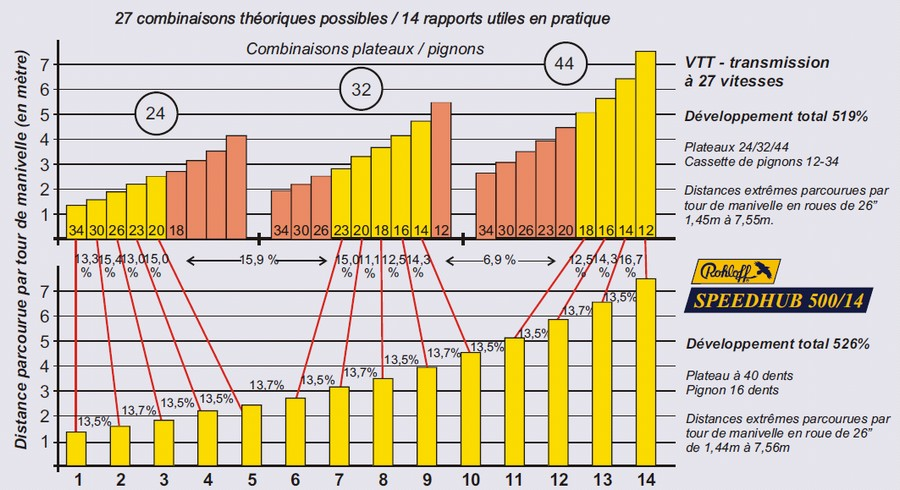 27 combinaisons théoriques possibles / 14 rapports utiles en pratique
Combinaisons plateaux / pignons
Distance parcourue par tour de manivelle (en mètre)
7
6
5
4
3
2
1
24
32
44
34 30 26 23 20 18
34 30 26 23 20 18 16 14 12
34 30 26 23 20 18 16 14 12
13,3 % 15,4 % 13,0 % 15,0 % 15,9 % 15,0 % 11,1 % 12,5 % 14,3 % 6,9 % 12,5 % 14,3 % 16,7 %
VTT - transmission
à 27 vitesses
Développement total 519%
Plateaux 24/32/44
Cassette de pignons 12-34
Distances extrêmes parcourues par
tour de manivelle en roues de 26”
1,45m à 7,55m.
7
6
5
4
3
2
1
13,5% 13,7% 13,5% 13,5% 13,7% 13,5% 13,7% 13,5% 13,7% 13,5% 13,5% 13,7% 13,5%
1 2 3 4 5 6 7 8 9 10 11 12 13 14
Rohloff
SPEEDHUB 500/14
Développement total 526%
Plateau à 40 dents
Pignon 16 dents
Distances extrêmes parcourues par
tour de manivelle en roue de 26”
de 1,44m à 7,56m